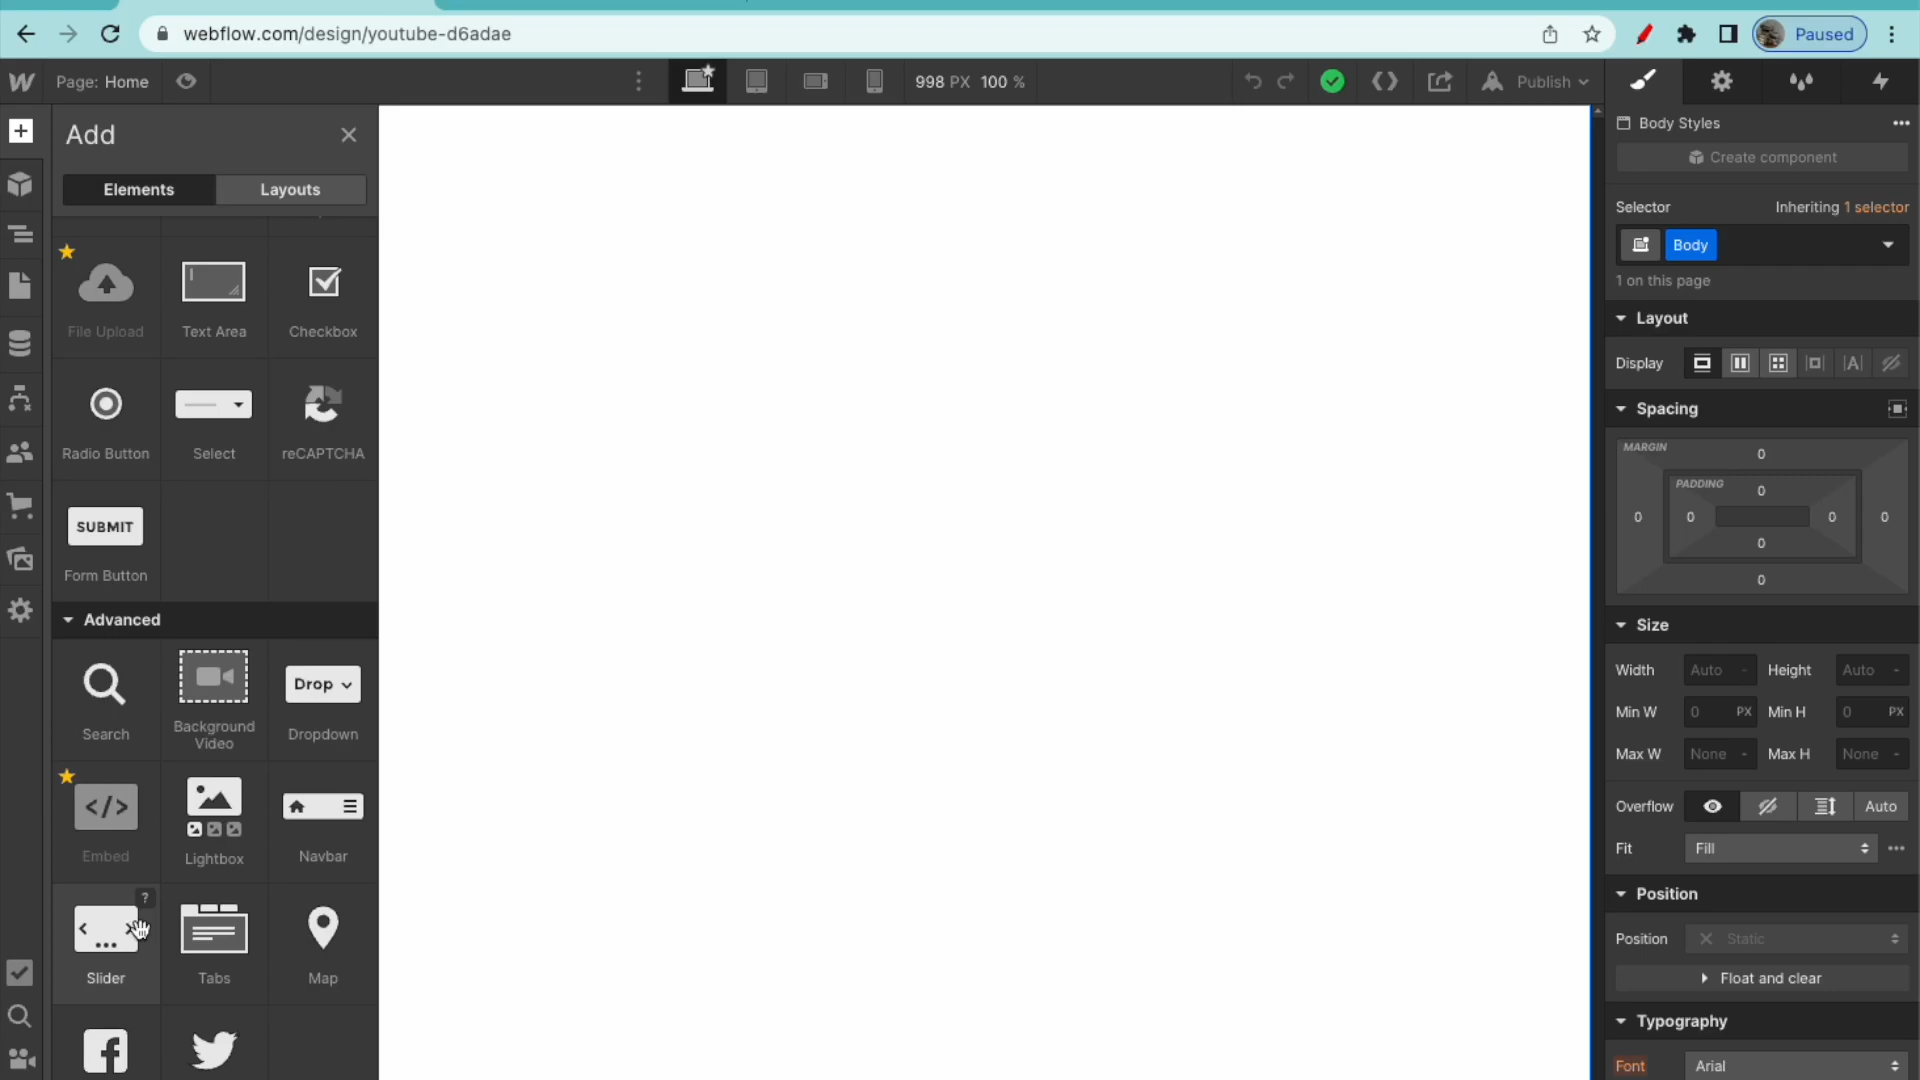 webflow.com/design/youtube-d6adae
Paused
Page: Home
998 PX 100 %
Publish
Add
Elements
Layouts
File Upload
Text Area
Checkbox
Radio Button
Select
reCAPTCHA
SUBMIT
Form Button
Advanced
Drop
Search
Background
Video
Dropdown
</>
Embed
Lightbox
Navbar
?
Slider
Tabs
Map
Body Styles
Create component
Selector
Inheriting 1 selector
Body
1 on this page
Layout
Display
Spacing
MARGIN
0
PADDING
0
0
0
0
0
0
0
Size
Width
Auto -
Height
Auto -
Min W
0 PX
Min H
0 PX
Max W
None -
Max H
None -
Overflow
Auto
Fit
Fill
Position
Position
Static
Float and clear
Typography
Font
Arial